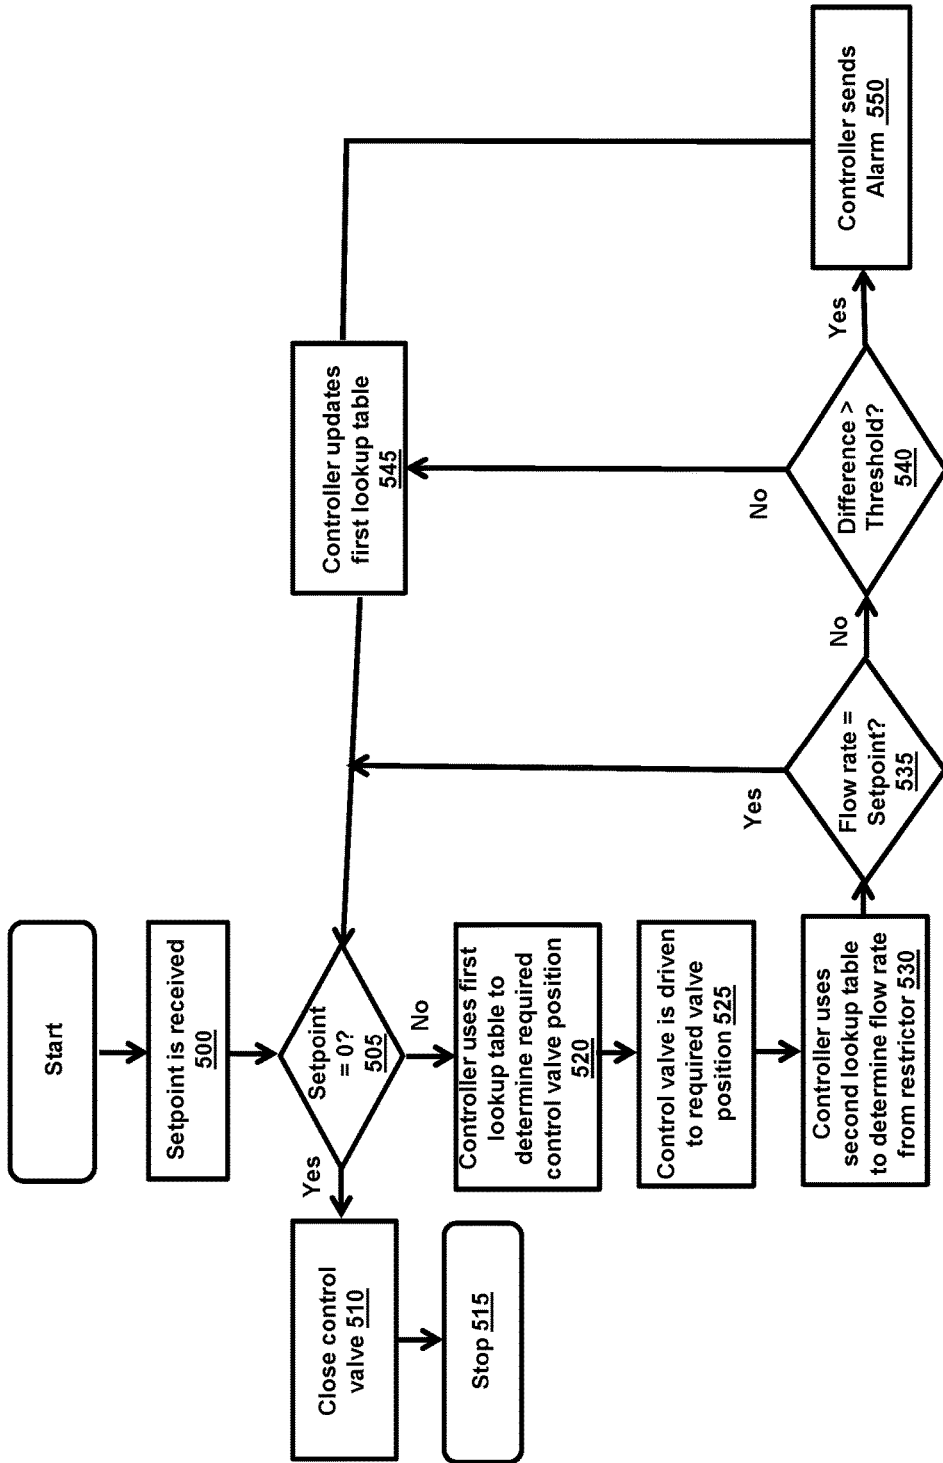 Start
Setpoint is received
500
Setpoint
= 0?
505
Yes
No
Close control
valve 510
Stop 515
Controller uses first
lookup table to
determine required
control valve position
520
Control valve is driven
to required valve
position 525
Controller uses
second lookup table
to determine flow rate
from restrictor 530
Flow rate =
Setpoint?
535
Yes
No
Difference >
Threshold?
540
No
Yes
Controller updates
first lookup table
545
Controller sends
Alarm 550